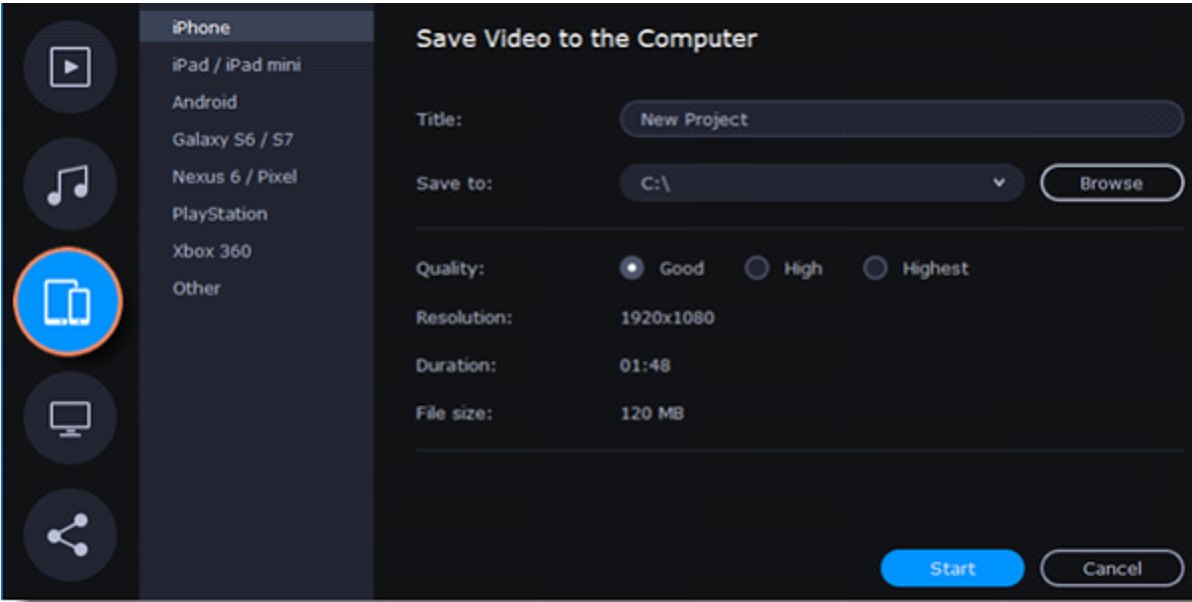 iPhone
iPad / iPad mini
Android
Galaxy S6 / S7
Nexus 6 / Pixel
PlayStation
Xbox 360
Other
Save Video to the Computer
Title: New Project
Save to: C:\ Browse
Quality: Good High Highest
Resolution: 1920x1080
Duration: 01:48
File size: 120 MB
Start Cancel